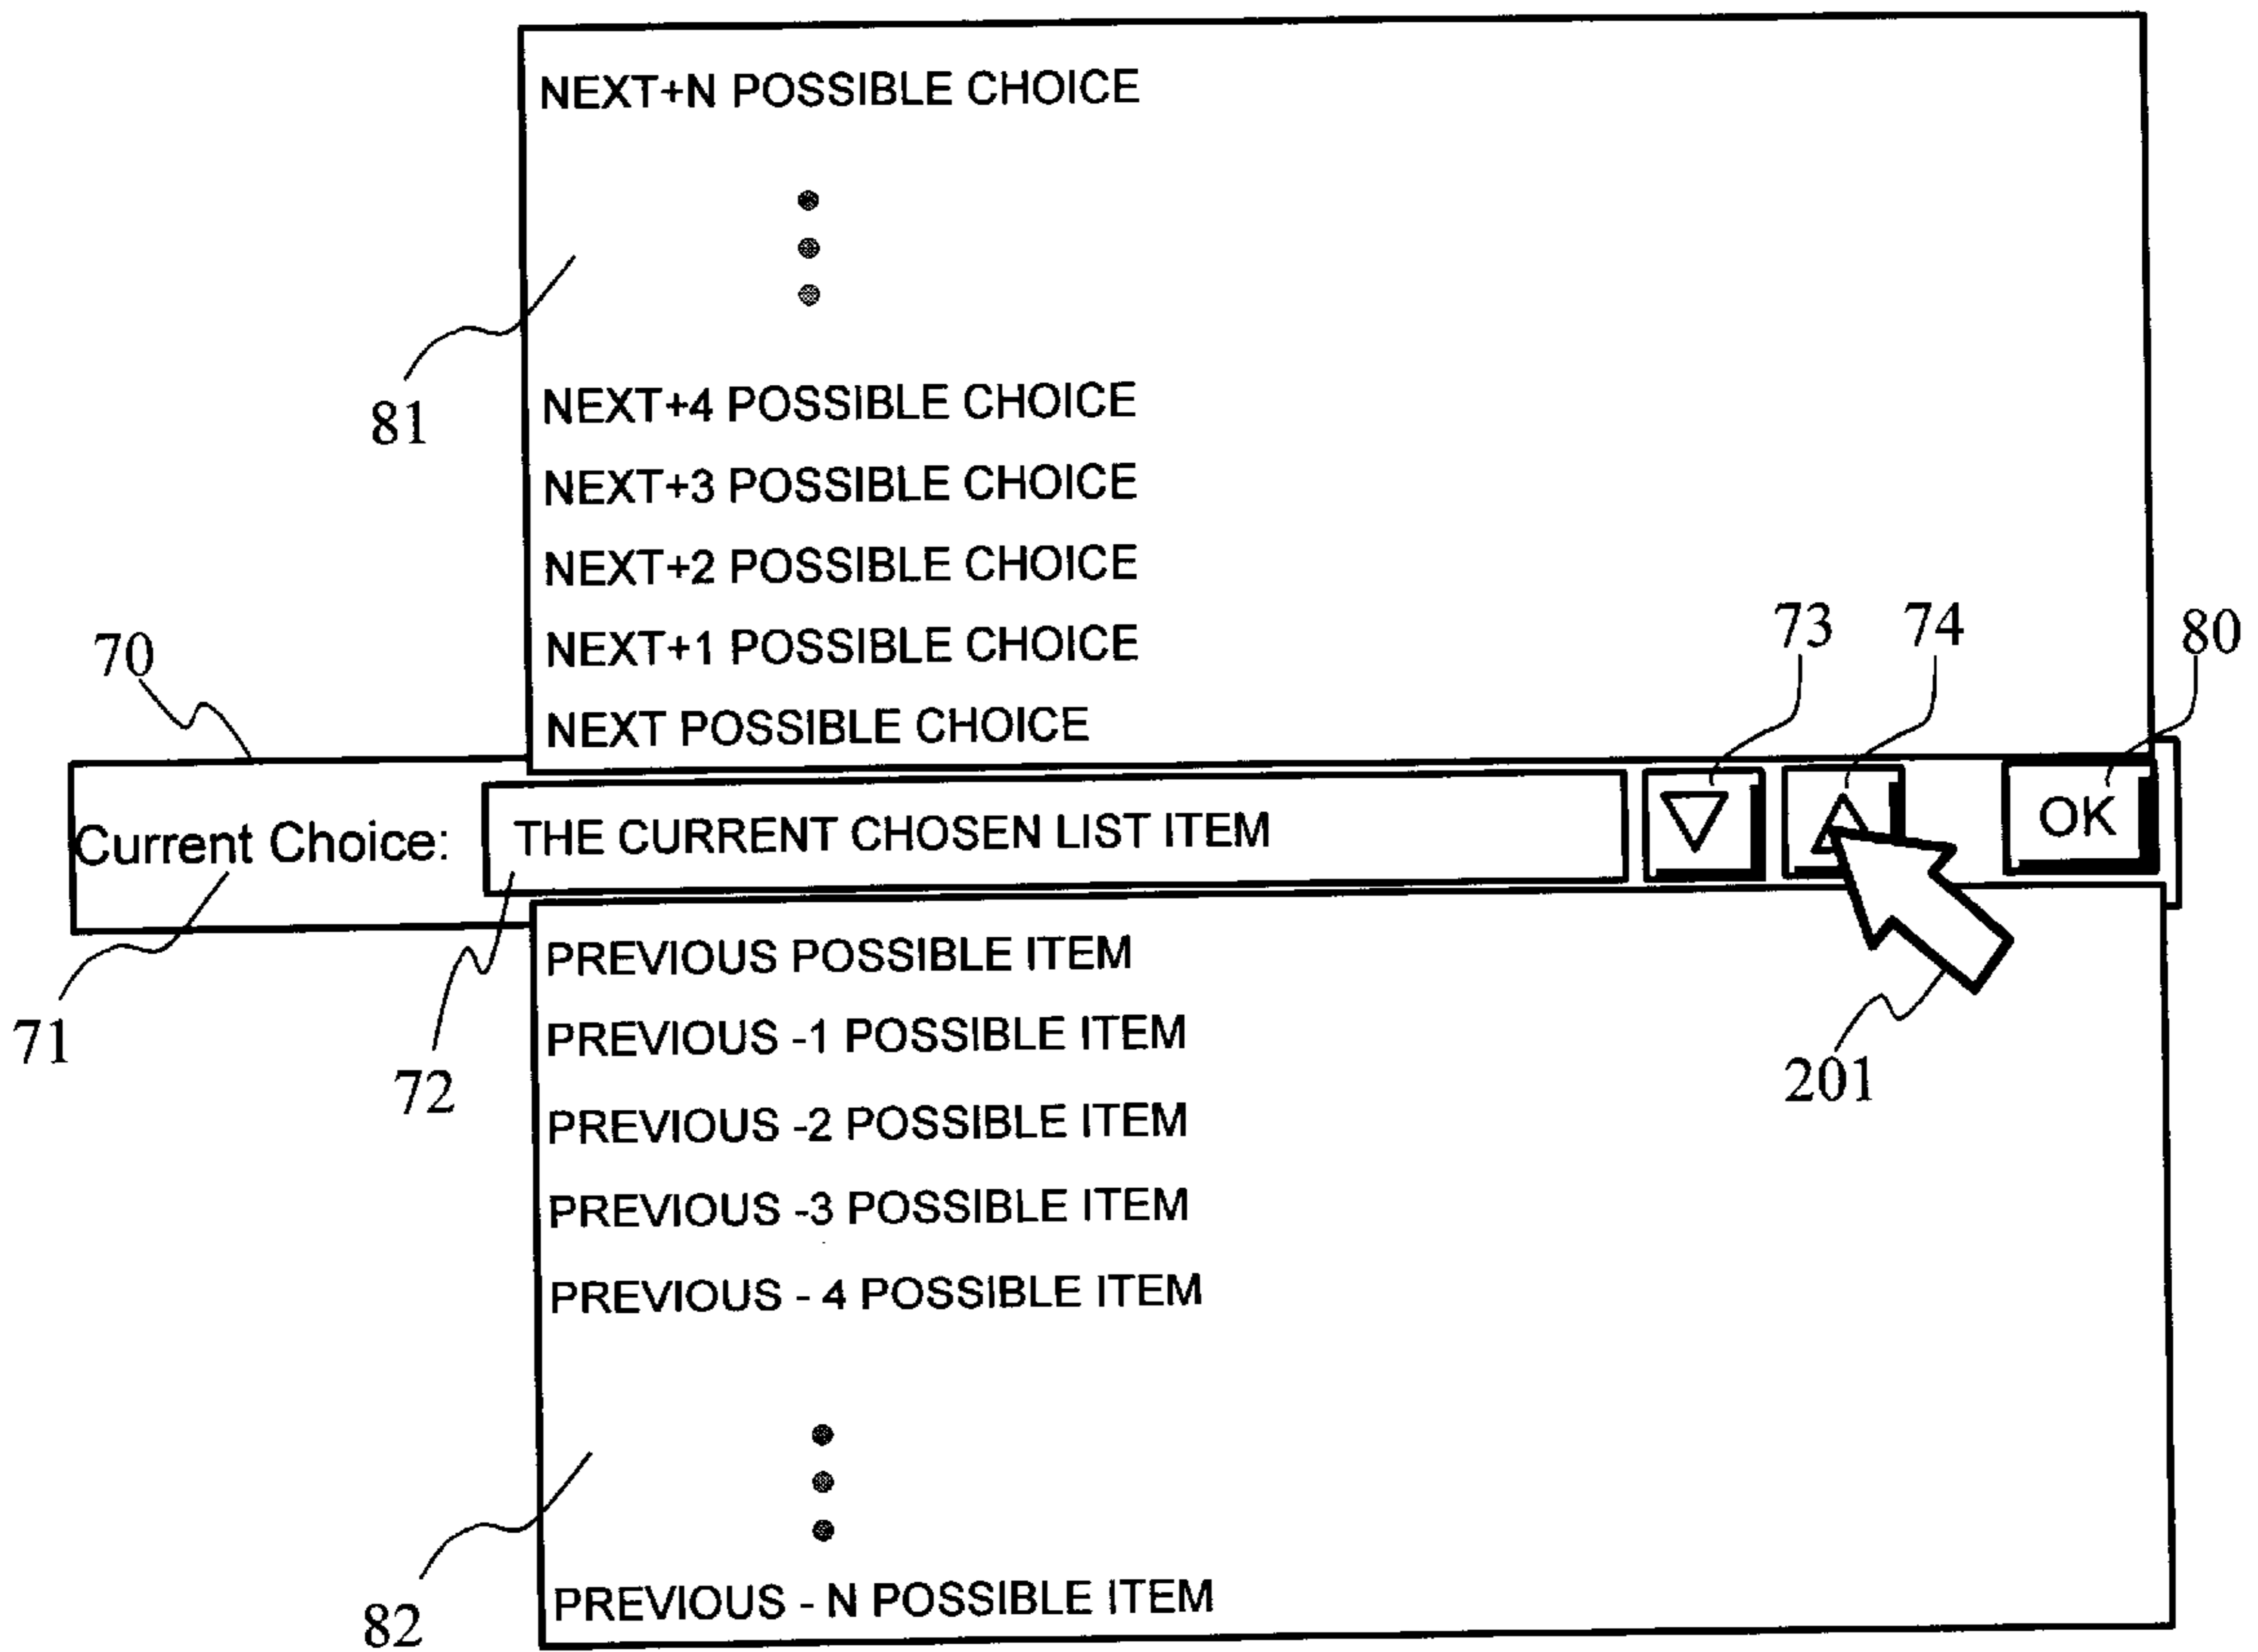 NEXT+N POSSIBLE CHOICE
81
NEXT+4 POSSIBLE CHOICE
NEXT+3 POSSIBLE CHOICE
NEXT+2 POSSIBLE CHOICE
NEXT+1 POSSIBLE CHOICE
73 74 80
70
NEXT POSSIBLE CHOICE
Current Choice: THE CURRENT CHOSEN LIST ITEM OK
PREVIOUS POSSIBLE ITEM
71
PREVIOUS -1 POSSIBLE ITEM
72
201
PREVIOUS -2 POSSIBLE ITEM
PREVIOUS -3 POSSIBLE ITEM
PREVIOUS - 4 POSSIBLE ITEM
82
PREVIOUS - N POSSIBLE ITEM